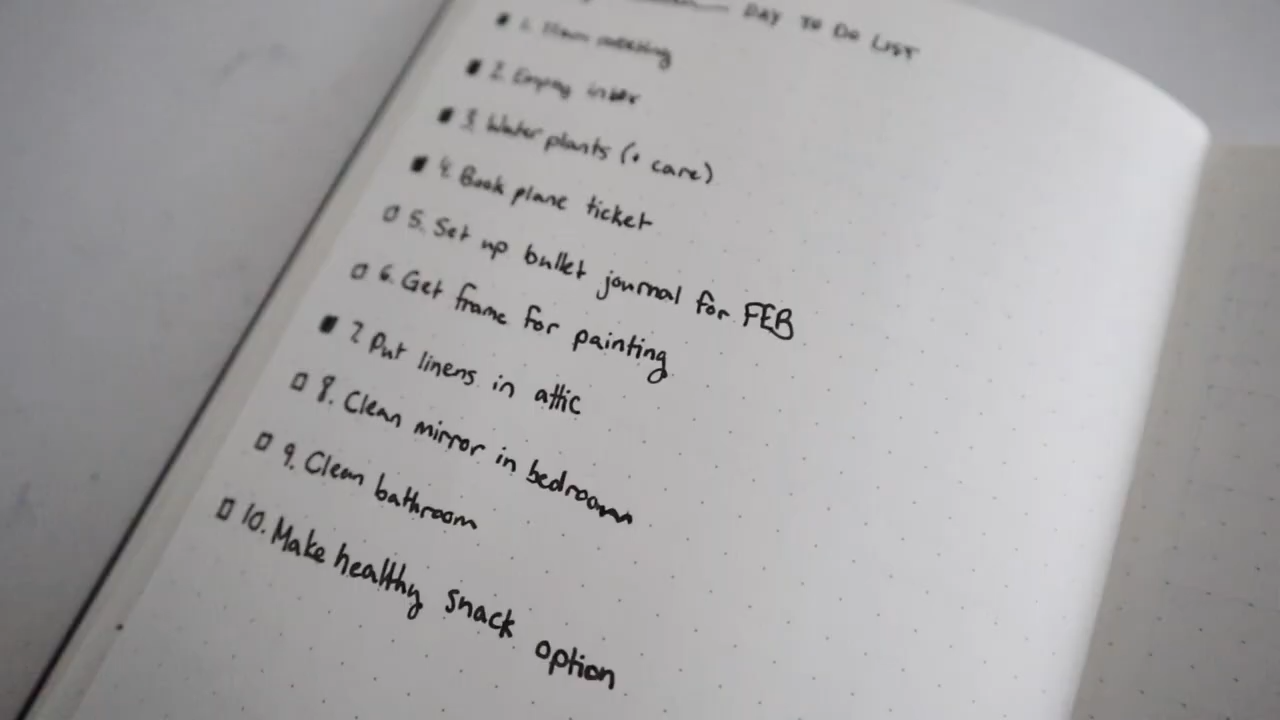 DAY TO DO LIST
1. meeting
2. Empty inbox
3. Water plants (+ care)
4. Book plane ticket
5. Set up bullet journal for FEB
6. Get frame for painting
7. Put linens in attic
8. Clean mirror in bedroom
9. Clean bathroom
10. Make healthy snack option